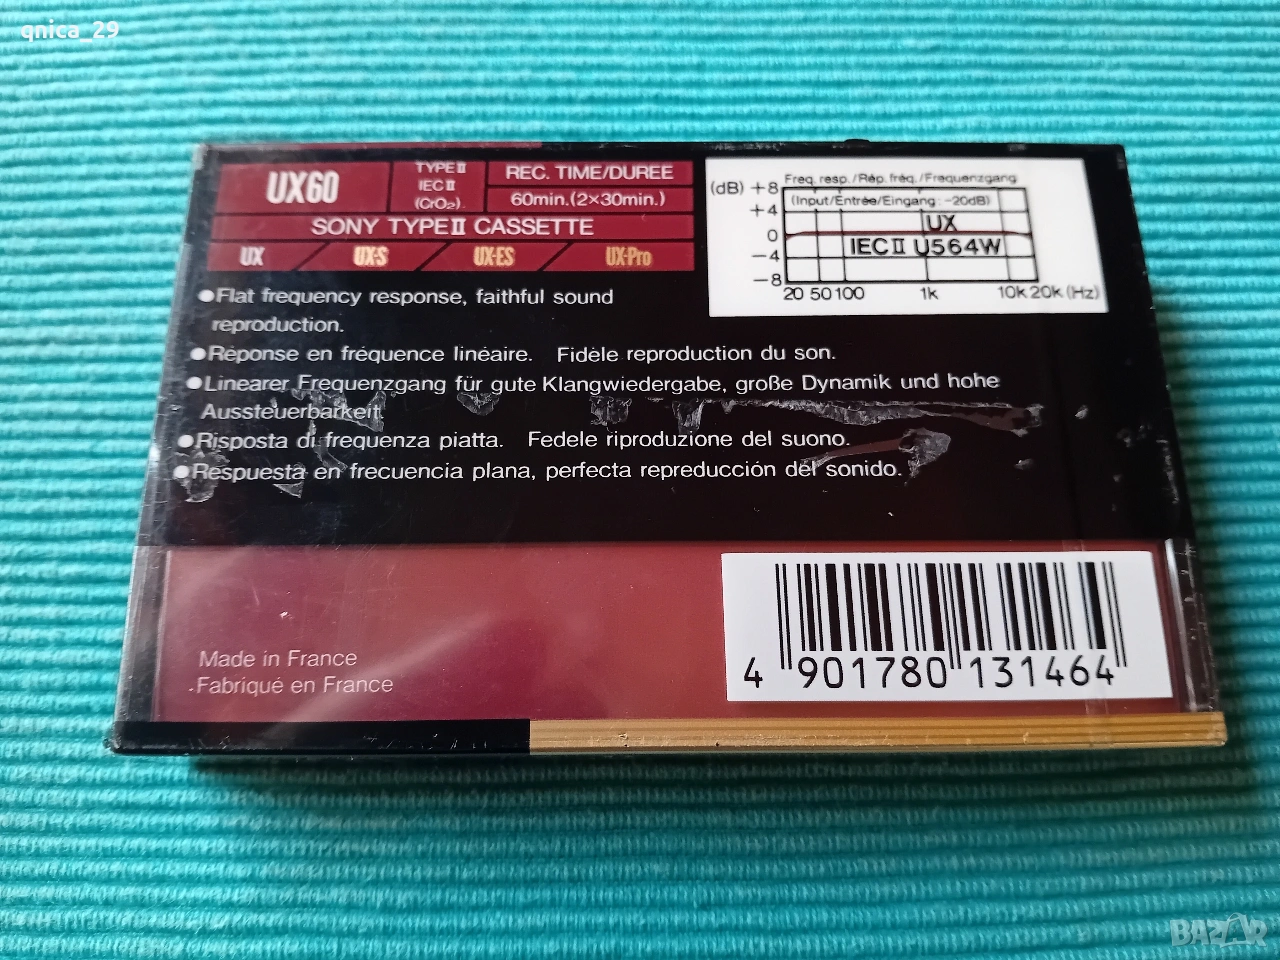 qnica_29
UX60
TYPE II
IEC II
(CrO2)
REC. TIME/DUREE
60min.(2×30min.)
SONY TYPE II CASSETTE
UX UX-S UX-ES UX-Pro
(dB) Freq. resp./Rép. fréq./Frequenzgang
(Input/Entrée/Eingang: -20dB)
+8
+4
0
-4
-8
UX
IEC II U564W
20 50 100 1k 10k 20k (Hz)
●Flat frequency response, faithful sound
reproduction.
●Réponse en fréquence linéaire. Fidèle reproduction du son.
●Linearer Frequenzgang für gute Klangwiedergabe, große Dynamik und hohe
Aussteuerbarkeit.
●Risposta di frequenza piatta. Fedele riproduzione del suono.
●Respuesta en frecuencia plana, perfecta repreducción del sonido.
Made in France
Fabriqué en France
4 901780 131464
BAZAR